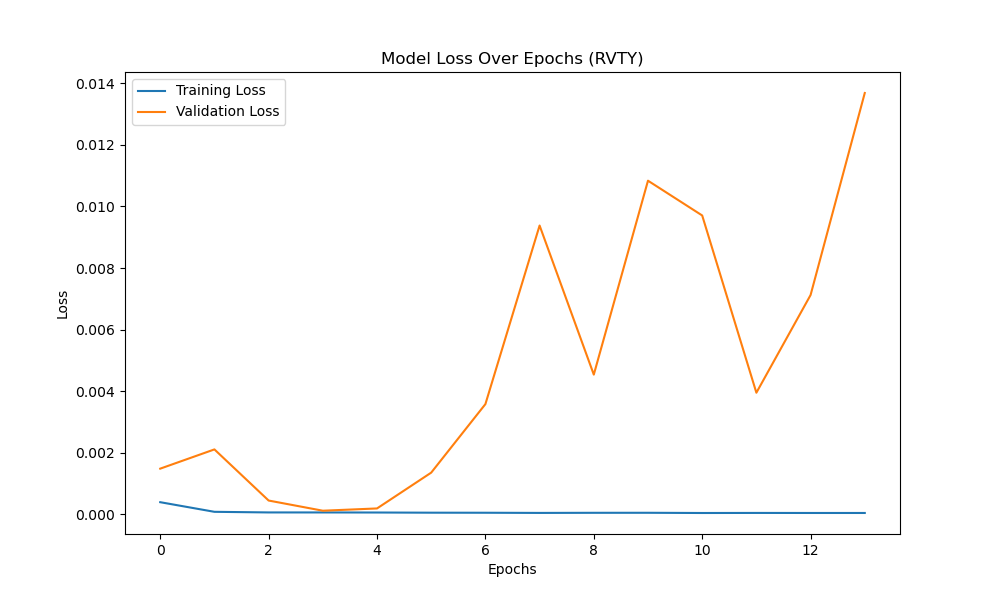 Model Loss Over Epochs (RVTY)
Training Loss
Validation Loss
0.014
0.012
0.010
0.008
0.006
0.004
0.002
0.000
Loss
0 2 4 6 8 10 12
Epochs